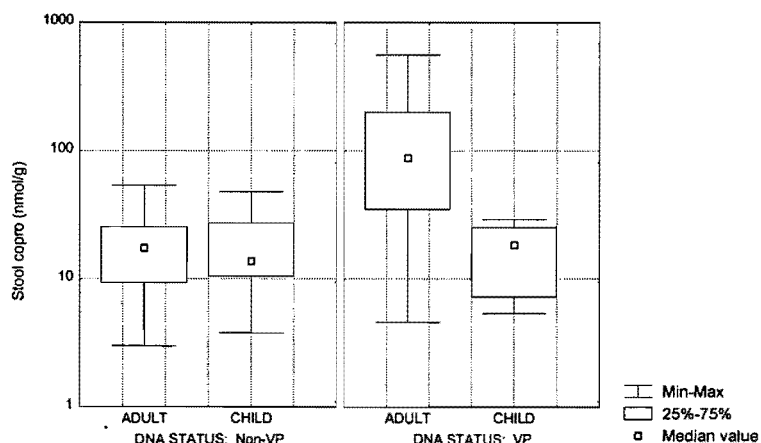 1000
100
10
1
Stool copro (nmol/g)
ADULT CHILD ADULT CHILD
DNA STATUS: Non-VP DNA STATUS: VP
Min-Max
25%-75%
Median value